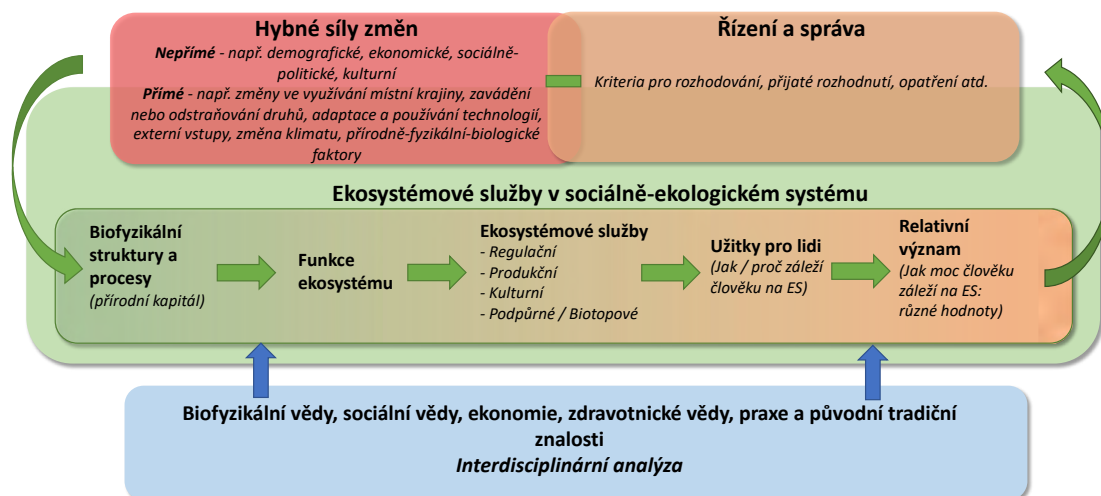 Hybné síly změn
Nepřímé - např. demografické, ekonomické, sociálně-
politické, kulturní
Přímé - např. změny ve využívání místní krajiny, zavádění
nebo odstraňování druhů, adaptace a používání technologií,
externí vstupy, změna klimatu, přírodně-fyzikální-biologické
faktory
Řízení a správa
Kriteria pro rozhodování, přijaté rozhodnutí, opatření atd.
Ekosystémové služby v sociálně-ekologickém systému
Biofyzikální
struktury a
procesy
(přírodní kapitál)
Funkce
ekosystému
Ekosystémové služby
- Regulační
- Produkční
- Kulturní
- Podpůrné / Biotopové
Užitky pro lidi
(Jak / proč záleží
člověku na ES)
Relativní
význam
(Jak moc člověku
záleží na ES:
různé hodnoty)
Biofyzikální vědy, sociální vědy, ekonomie, zdravotnické vědy, praxe a původní tradiční
znalosti
Interdisciplinární analýza